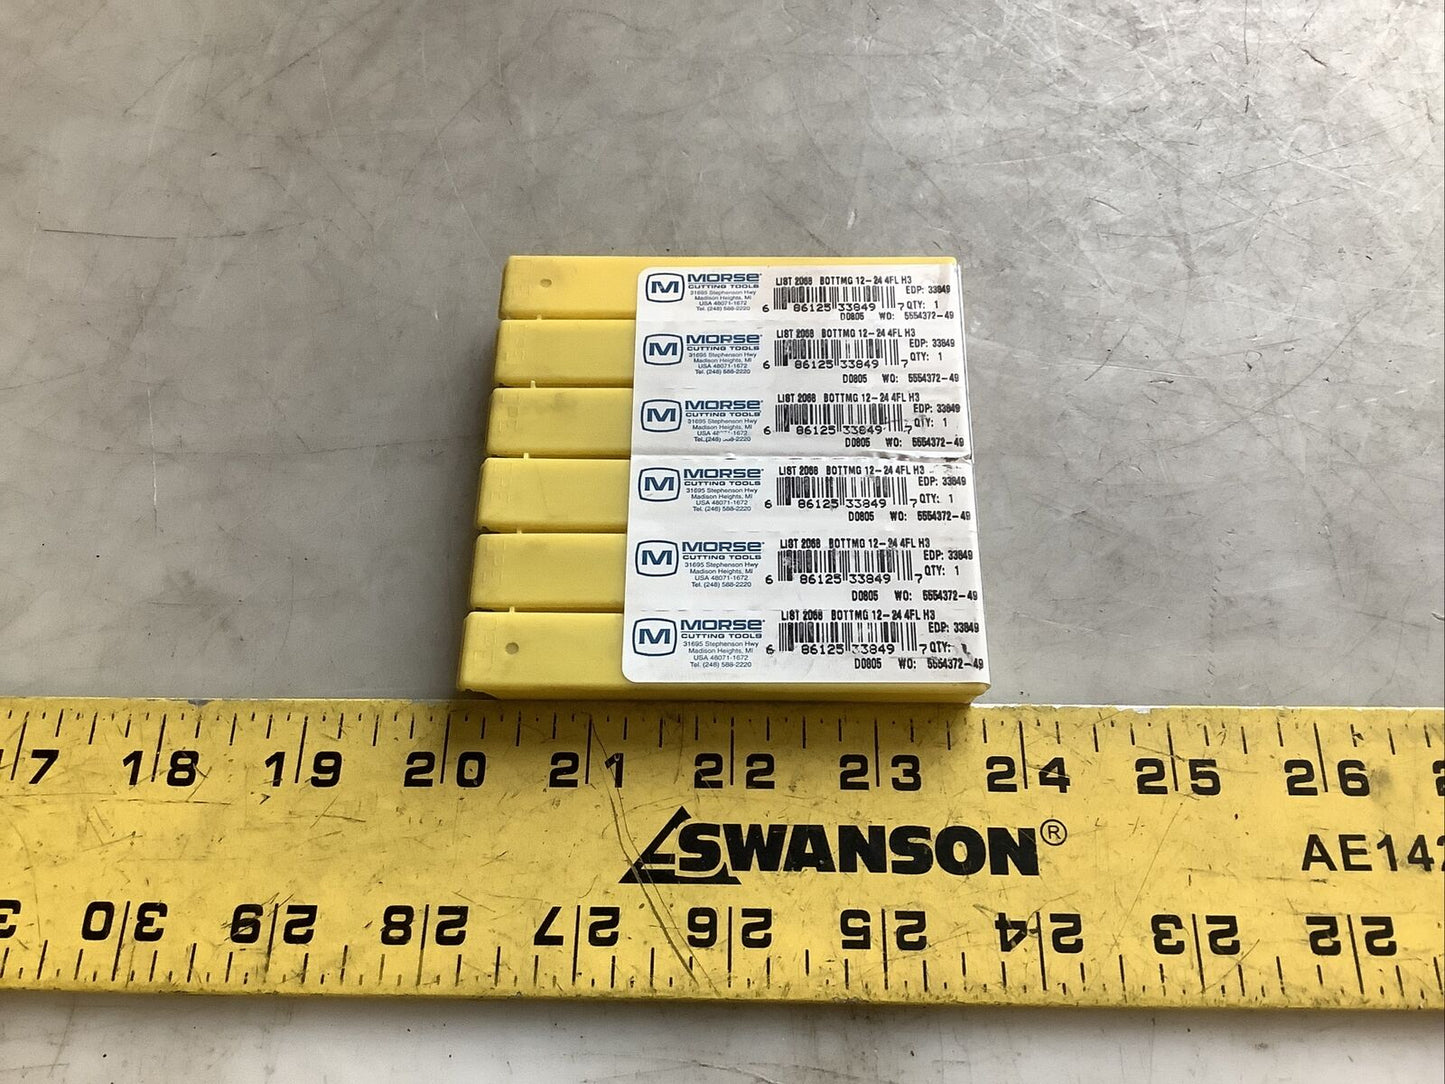 MORSE
CUTTING TOOLS
31695 Stephenson Hwy
Madison Heights, MI
USA 48071-1672
Tel. (248) 588-2220
LIST 2068 BOTTMG 12-24 4FL H3
EDP: 33849
QTY: 1
6 86125 33849 7
D0805 WO: 5554372-49
MORSE
CUTTING TOOLS
31695 Stephenson Hwy
Madison Heights, MI
USA 48071-1672
Tel. (248) 588-2220
LIST 2068 BOTTMG 12-24 4FL H3
EDP: 33849
QTY: 1
6 86125 33849 7
D0805 WO: 5554372-49
MORSE
CUTTING TOOLS
31695 Stephenson Hwy
Madison Heights, MI
USA
LIST 2068 BOTTMG 12-24 4FL H3
EDP: 33849
QTY: 1
6 86125 33849 7
D0805 WO: 5554372-49
MORSE
CUTTING TOOLS
31695 Stephenson Hwy
Madison Heights, MI
USA 48071-1672
Tel. (248) 588-2220
LIST 2068 BOTTMG 12-24 4FL H3
EDP: 33849
QTY: 1
6 86125 33849 7
D0805 WO: 5554372-49
MORSE
CUTTING TOOLS
31695 Stephenson Hwy
Madison Heights, MI
USA 48071-1672
Tel. (248) 588-2220
LIST 2068 BOTTMG 12-24 4FL H3
EDP: 33849
QTY: 1
6 86125 33849 7
D0805 WO: 5554372-49
MORSE
CUTTING TOOLS
31695 Stephenson Hwy
Madison Heights, MI
USA 48071-1672
Tel. (248) 588-2220
LIST 2068 BOTTMG 12-24 4FL H3
EDP: 33849
QTY:
6 86125 33849 7
D0805 WO: 5554372-49
17 18 19 20 21 22 23 24 25 26
SWANSON® AE14
30 29 28 27 26 25 24 23 22